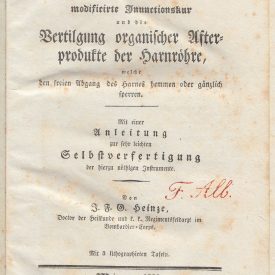 modificirte Inunctionskur
und die
Vertilgung organischer After-
produkte der Harnröhre,
welche
den freien Abgang des Harnes hemmen oder gänzlich
sperren.
Mit einer
Anleitung
zur sehr leichten
Selbstverfertigung
der hierzu nöthigen Instrumente.
Von
F. Alb.
J. F. G. Heinze,
Doctor der Heilkunde und k. k. Regimentsfeldarzt im
Bombardier-Corps.
Mit 3 lithographirten Tafeln.